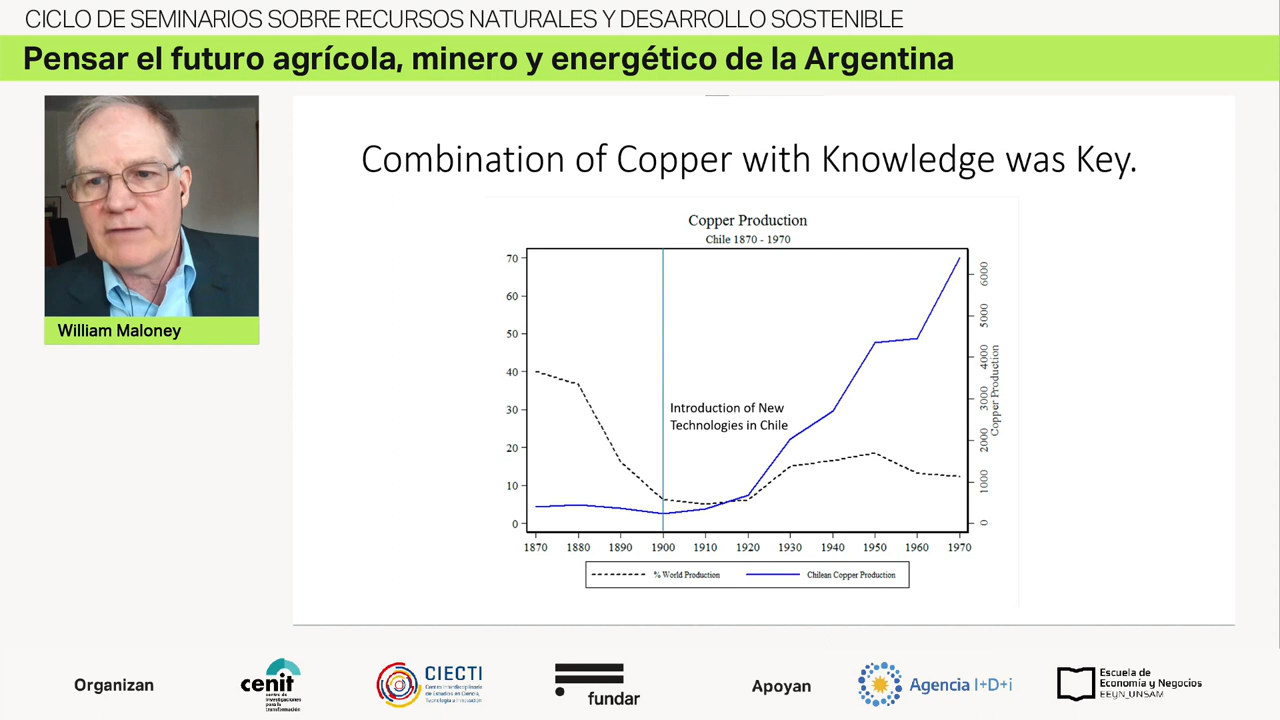 CICLO DE SEMINARIOS SOBRE RECURSOS NATURALES Y DESARROLLO SOSTENIBLE
Pensar el futuro agrícola, minero y energético de la Argentina
William Maloney
Combination of Copper with Knowledge was Key.
Copper Production
Chile 1870 - 1970
70
60
50
40
30
20
10
0
6000
5000
4000
3000
2000
1000
0
Copper Production
Introduction of New
Technologies in Chile
1870 1880 1890 1900 1910 1920 1930 1940 1950 1960 1970
% World Production
Chilean Copper Production
Organizan
cenit
centro de
investigaciones
para la
transformación
CIECTI
Centro Interdisciplinario
de Estudios en Ciencia,
Tecnología e Innovación
fundar
Apoyan
Agencia I+D+i
Escuela de
Economía y Negocios
EEYN_UNSAM